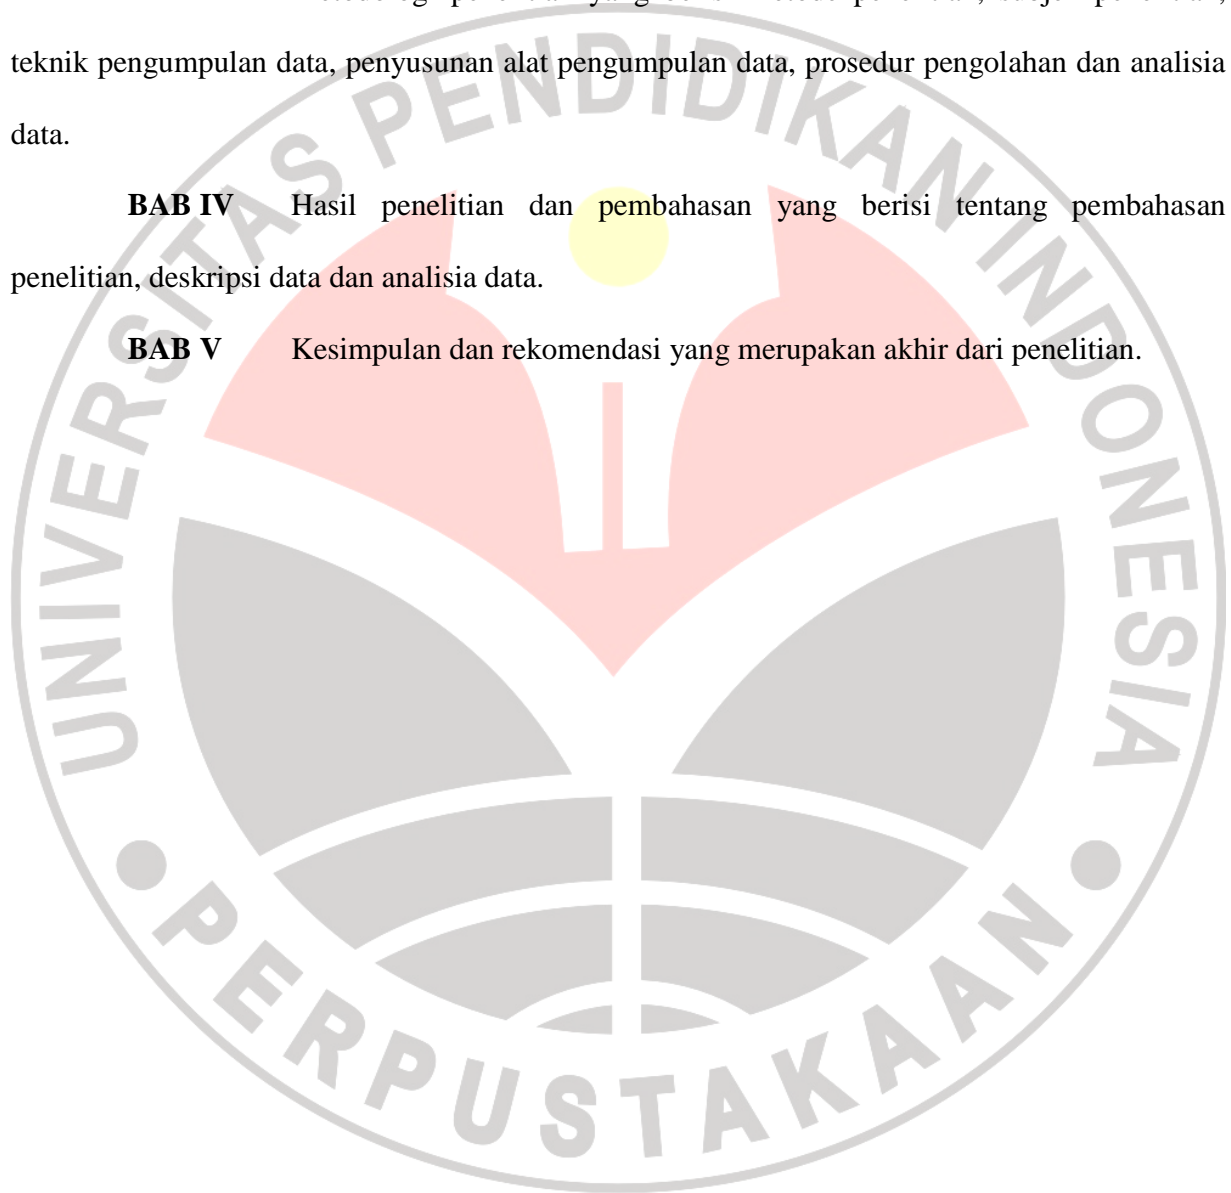 teknik pengumpulan data, penyusunan alat pengumpulan data, prosedur pengolahan dan analisia
data.
BAB IV Hasil penelitian dan pembahasan yang berisi tentang pembahasan
penelitian, deskripsi data dan analisia data.
BAB V Kesimpulan dan rekomendasi yang merupakan akhir dari penelitian.
UNIVERSITAS PENDIDIKAN INDONESIA
PERPUSTAKAAN